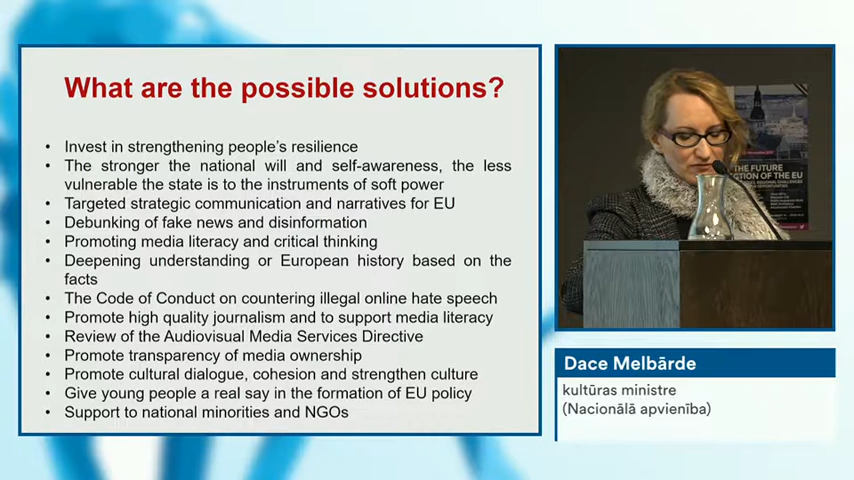 What are the possible solutions?
• Invest in strengthening people's resilience
• The stronger the national will and self-awareness, the less
vulnerable the state is to the instruments of soft power
• Targeted strategic communication and narratives for EU
• Debunking of fake news and disinformation
• Promoting media literacy and critical thinking
• Deepening understanding or European history based on the
facts
• The Code of Conduct on countering illegal online hate speech
• Promote high quality journalism and to support media literacy
• Review of the Audiovisual Media Services Directive
• Promote transparency of media ownership
• Promote cultural dialogue, cohesion and strengthen culture
• Give young people a real say in the formation of EU policy
• Support to national minorities and NGOs
THE FUTURE
OF THE EU
Dace Melbārde
kultūras ministre
(Nacionālā apvienība)